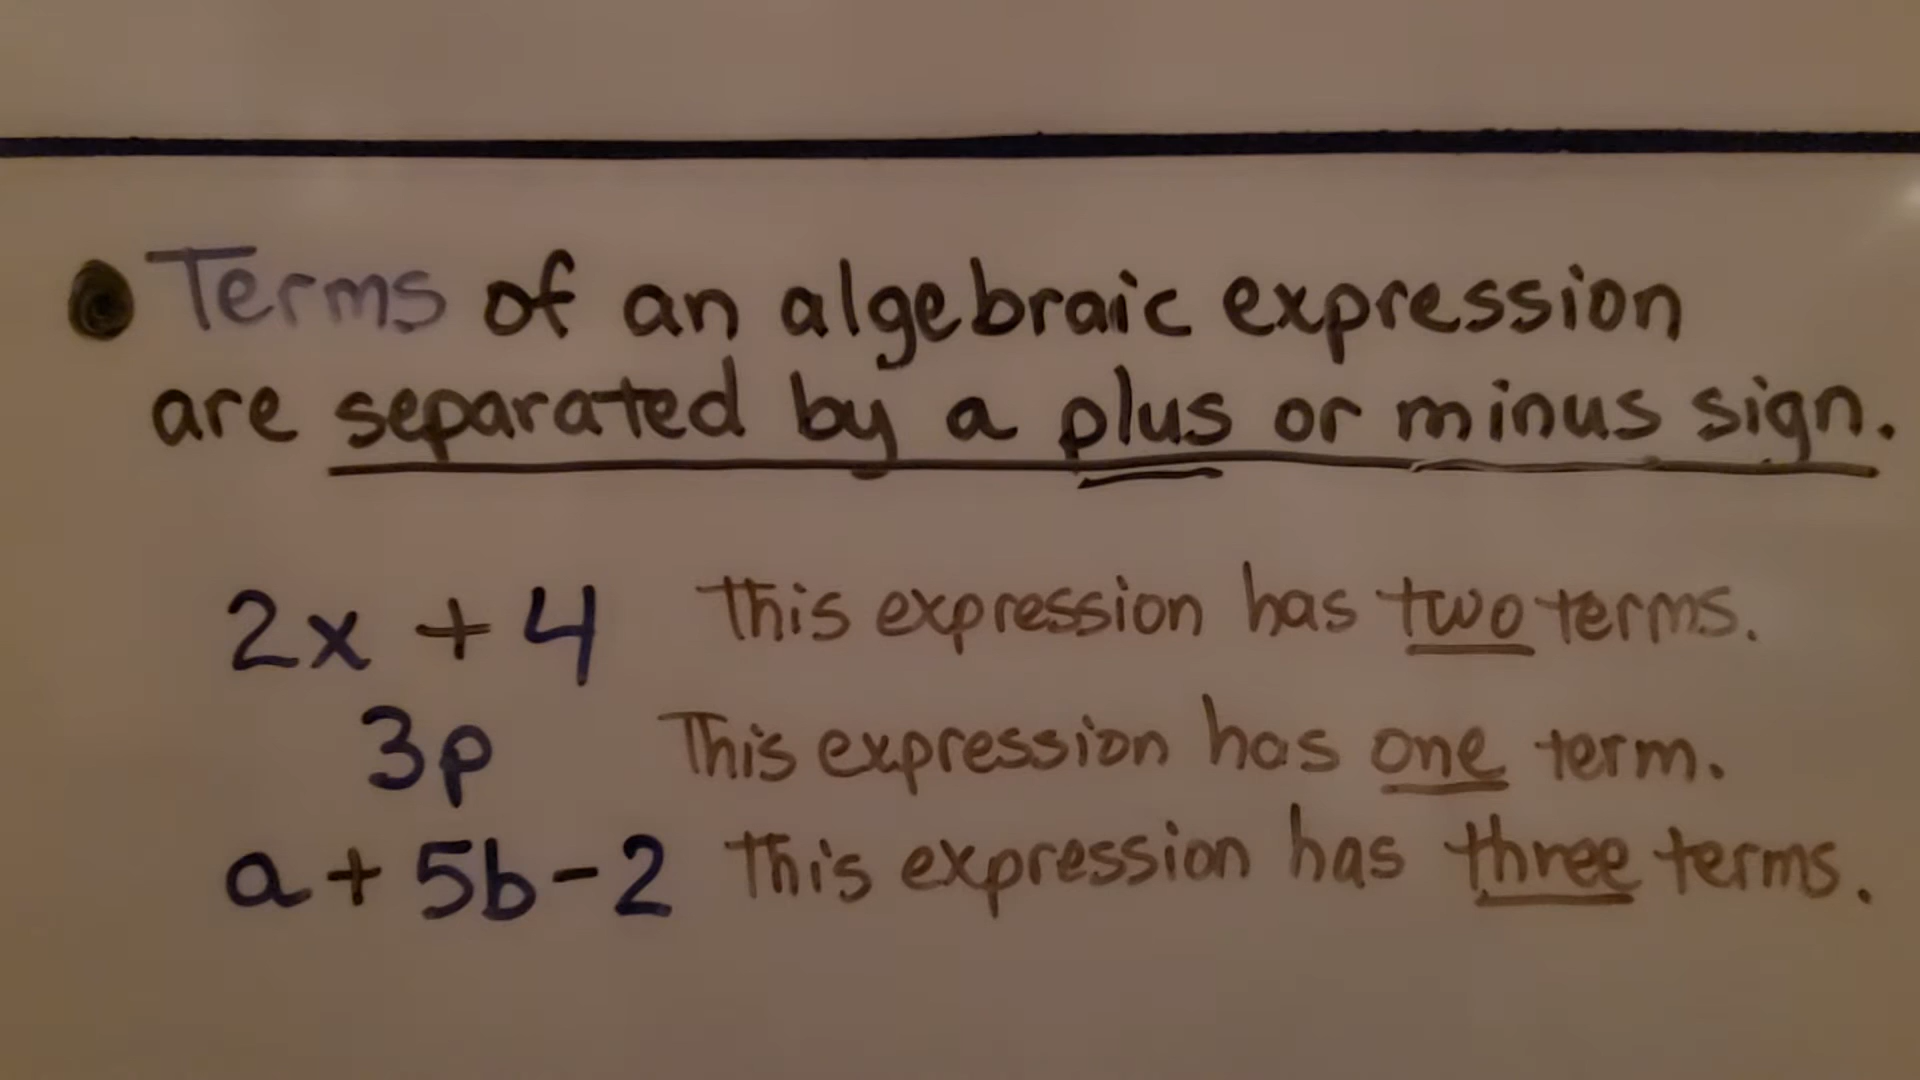 Terms of an algebraic expression
are separated by a plus or minus sign.
2x + 4 This expression has two terms.
3p This expression has one term.
a + 5b - 2 This expression has three terms.